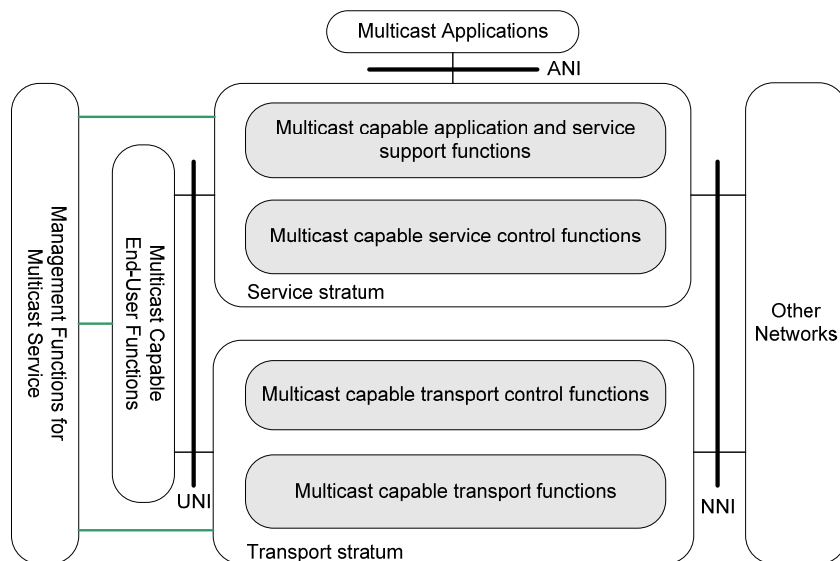 Multicast Applications
ANI
Multicast capable application and service
support functions
Multicast capable service control functions
Service stratum
Management Functions for
Multicast Service
Multicast Capable
End-User Functions
Other
Networks
Multicast capable transport control functions
Multicast capable transport functions
UNI
NNI
Transport stratum